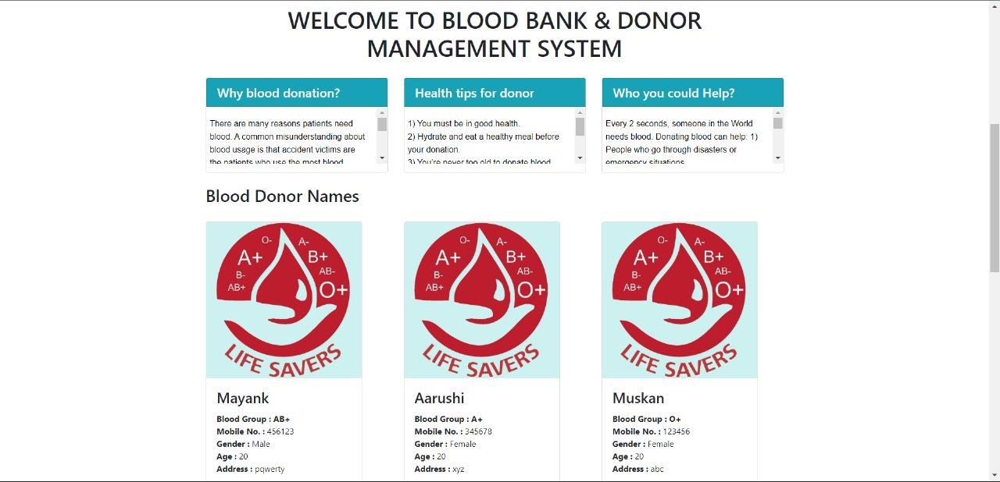 WELCOME TO BLOOD BANK & DONOR
MANAGEMENT SYSTEM
Why blood donation?
There are many reasons patients need
blood. A common misunderstanding about
blood usage is that accident victims are
the patients who use the most blood.
Health tips for donor
1) You must be in good health.
2) Hydrate and eat a healthy meal before
your donation.
3) You're never too old to donate blood.
Who you could Help?
Every 2 seconds, someone in the World
needs blood. Donating blood can help: 1)
People who go through disasters or
emergency situations.
Blood Donor Names
O- A-
A+ B+
B- AB-
AB+ O+
LIFE SAVERS
Mayank
Blood Group : AB+
Mobile No. : 456123
Gender : Male
Age : 20
Address : pqwerty
O- A-
A+ B+
B- AB-
AB+ O+
LIFE SAVERS
Aarushi
Blood Group : A+
Mobile No. : 345678
Gender : Female
Age : 20
Address : xyz
O- A-
A+ B+
B- AB-
AB+ O+
LIFE SAVERS
Muskan
Blood Group : O+
Mobile No. : 123456
Gender : Female
Age : 20
Address : abc